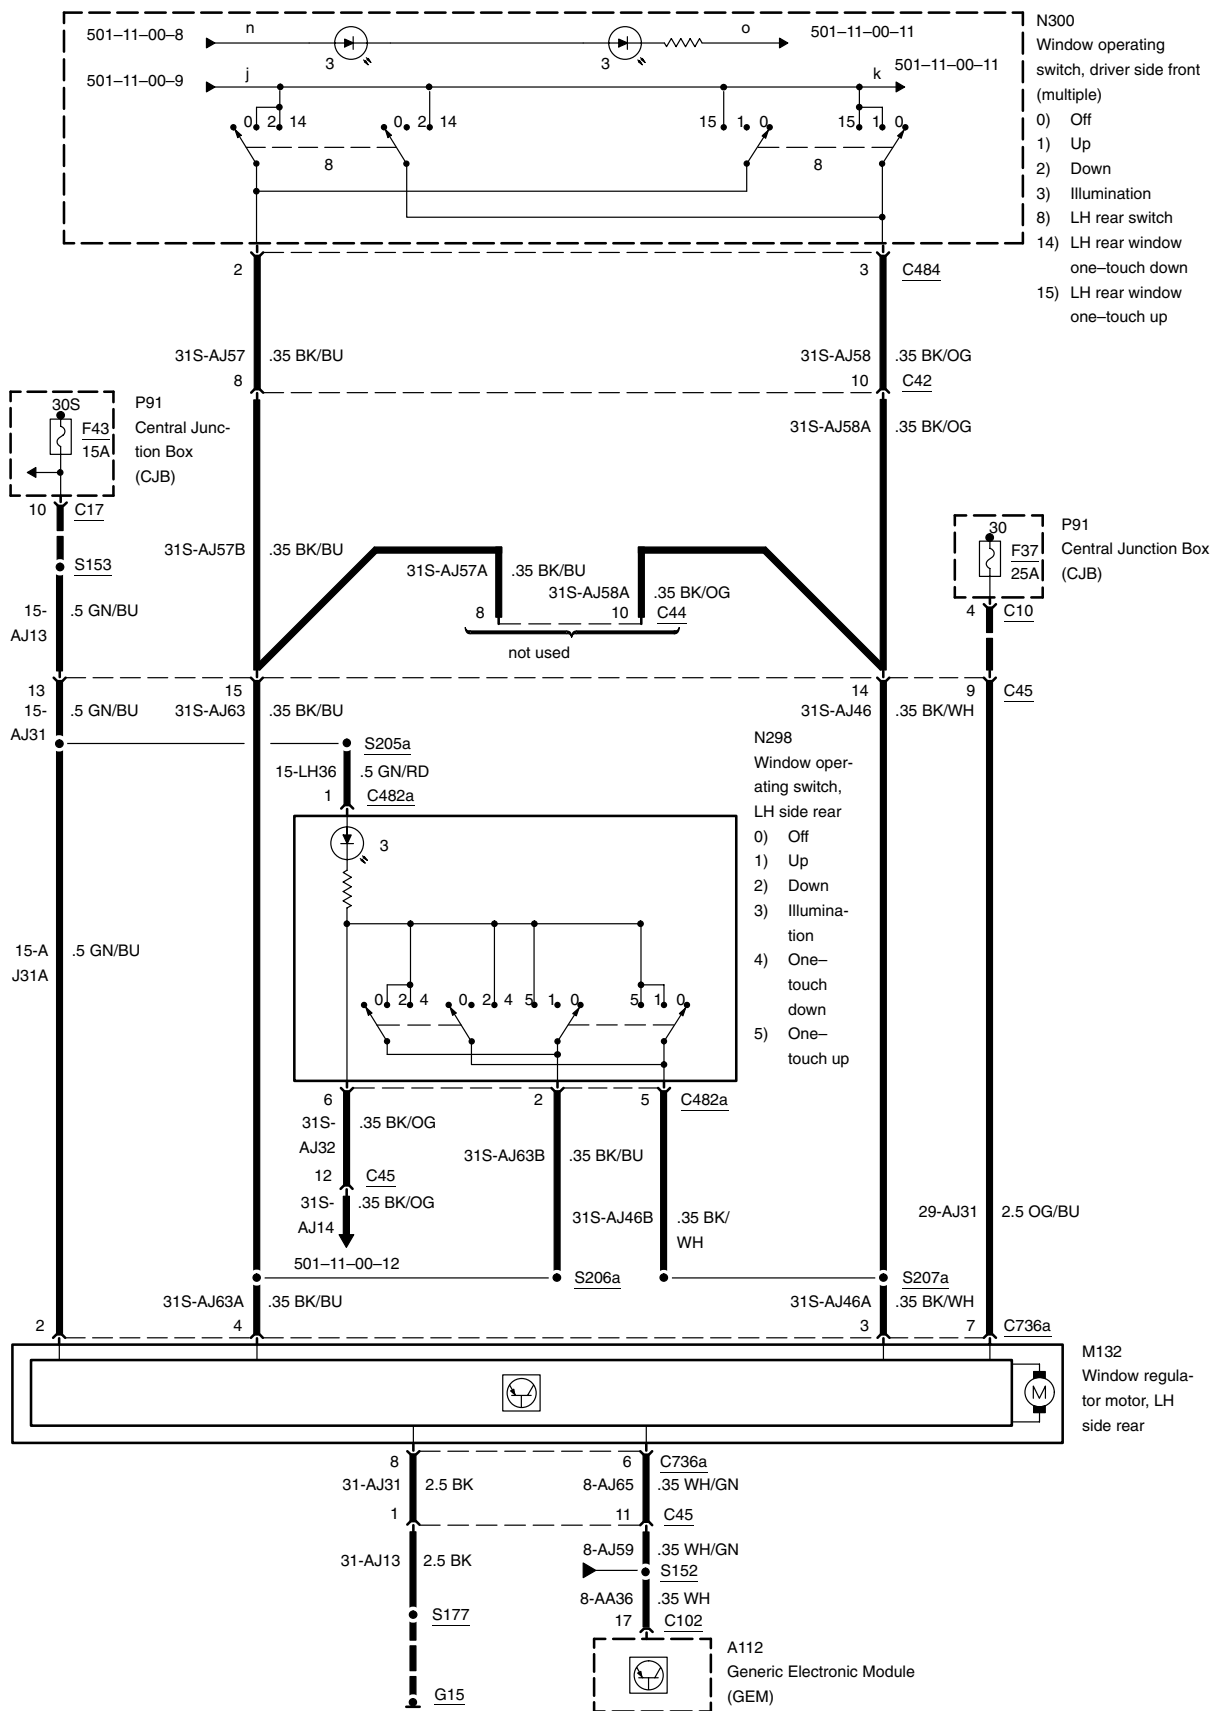 n
o
501–11–00–8
501–11–00–11
3
3
501–11–00–9
j
k
501–11–00–11
0 2 14
0 2 14
15 1 0
15 1 0
8
8
N300
Window operating
switch, driver side front
(multiple)
0) Off
1) Up
2) Down
3) Illumination
8) LH rear switch
14) LH rear window
one–touch down
15) LH rear window
one–touch up
2
3 C484
31S-AJ57 .35 BK/BU
31S-AJ58 .35 BK/OG
8
10 C42
31S-AJ58A .35 BK/OG
30S
F43
15A
P91
Central Junc-
tion Box
(CJB)
10 C17
S153
31S-AJ57B .35 BK/BU
31S-AJ57A .35 BK/BU
31S-AJ58A .35 BK/OG
8 10 C44
not used
30
F37
25A
P91
Central Junction Box
(CJB)
4 C10
15-
AJ13
.5 GN/BU
13 15 14 9 C45
15-
AJ31
.5 GN/BU
31S-AJ63 .35 BK/BU
31S-AJ46 .35 BK/WH
S205a
15-LH36 .5 GN/RD
1 C482a
3
N298
Window oper-
ating switch,
LH side rear
0) Off
1) Up
2) Down
3) Illumina-
tion
4) One–
touch
down
5) One–
touch up
15-A
J31A
.5 GN/BU
0 2 4
0 2 4
5 1 0
5 1 0
6 2 5 C482a
31S-
AJ32
.35 BK/OG
31S-AJ63B .35 BK/BU
12 C45
31S-
AJ14
.35 BK/OG
31S-AJ46B .35 BK/
WH
29-AJ31 2.5 OG/BU
501–11–00–12
S206a
S207a
31S-AJ63A .35 BK/BU
31S-AJ46A .35 BK/WH
2 4 3 7 C736a
M
M132
Window regula-
tor motor, LH
side rear
8 6 C736a
31-AJ31 2.5 BK
8-AJ65 .35 WH/GN
1 11 C45
31-AJ13 2.5 BK
8-AJ59 .35 WH/GN
S152
8-AA36 .35 WH
S177
17 C102
G15
A112
Generic Electronic Module
(GEM)